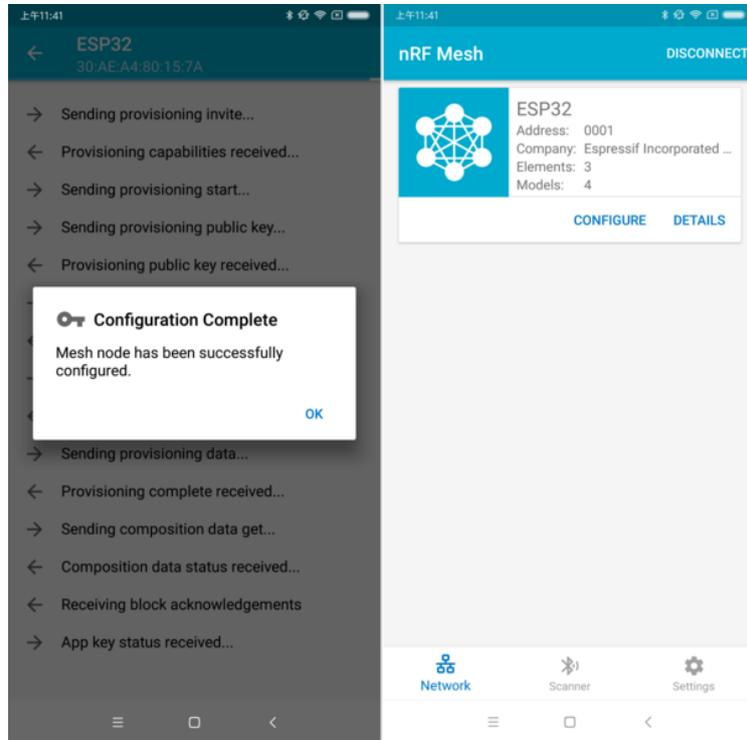 上午11:41
ESP32
30:AE:A4:80:15:7A
Sending provisioning invite...
Provisioning capabilities received...
Sending provisioning start...
Sending provisioning public key...
Provisioning public key received...
Configuration Complete
Mesh node has been successfully
configured.
OK
Sending provisioning data...
Provisioning complete received...
Sending composition data get...
Composition data status received...
Receiving block acknowledgements
App key status received...
上午11:41
nRF Mesh
DISCONNECT
ESP32
Address: 0001
Company: Espressif Incorporated ...
Elements: 3
Models: 4
CONFIGURE DETAILS
Network Scanner Settings